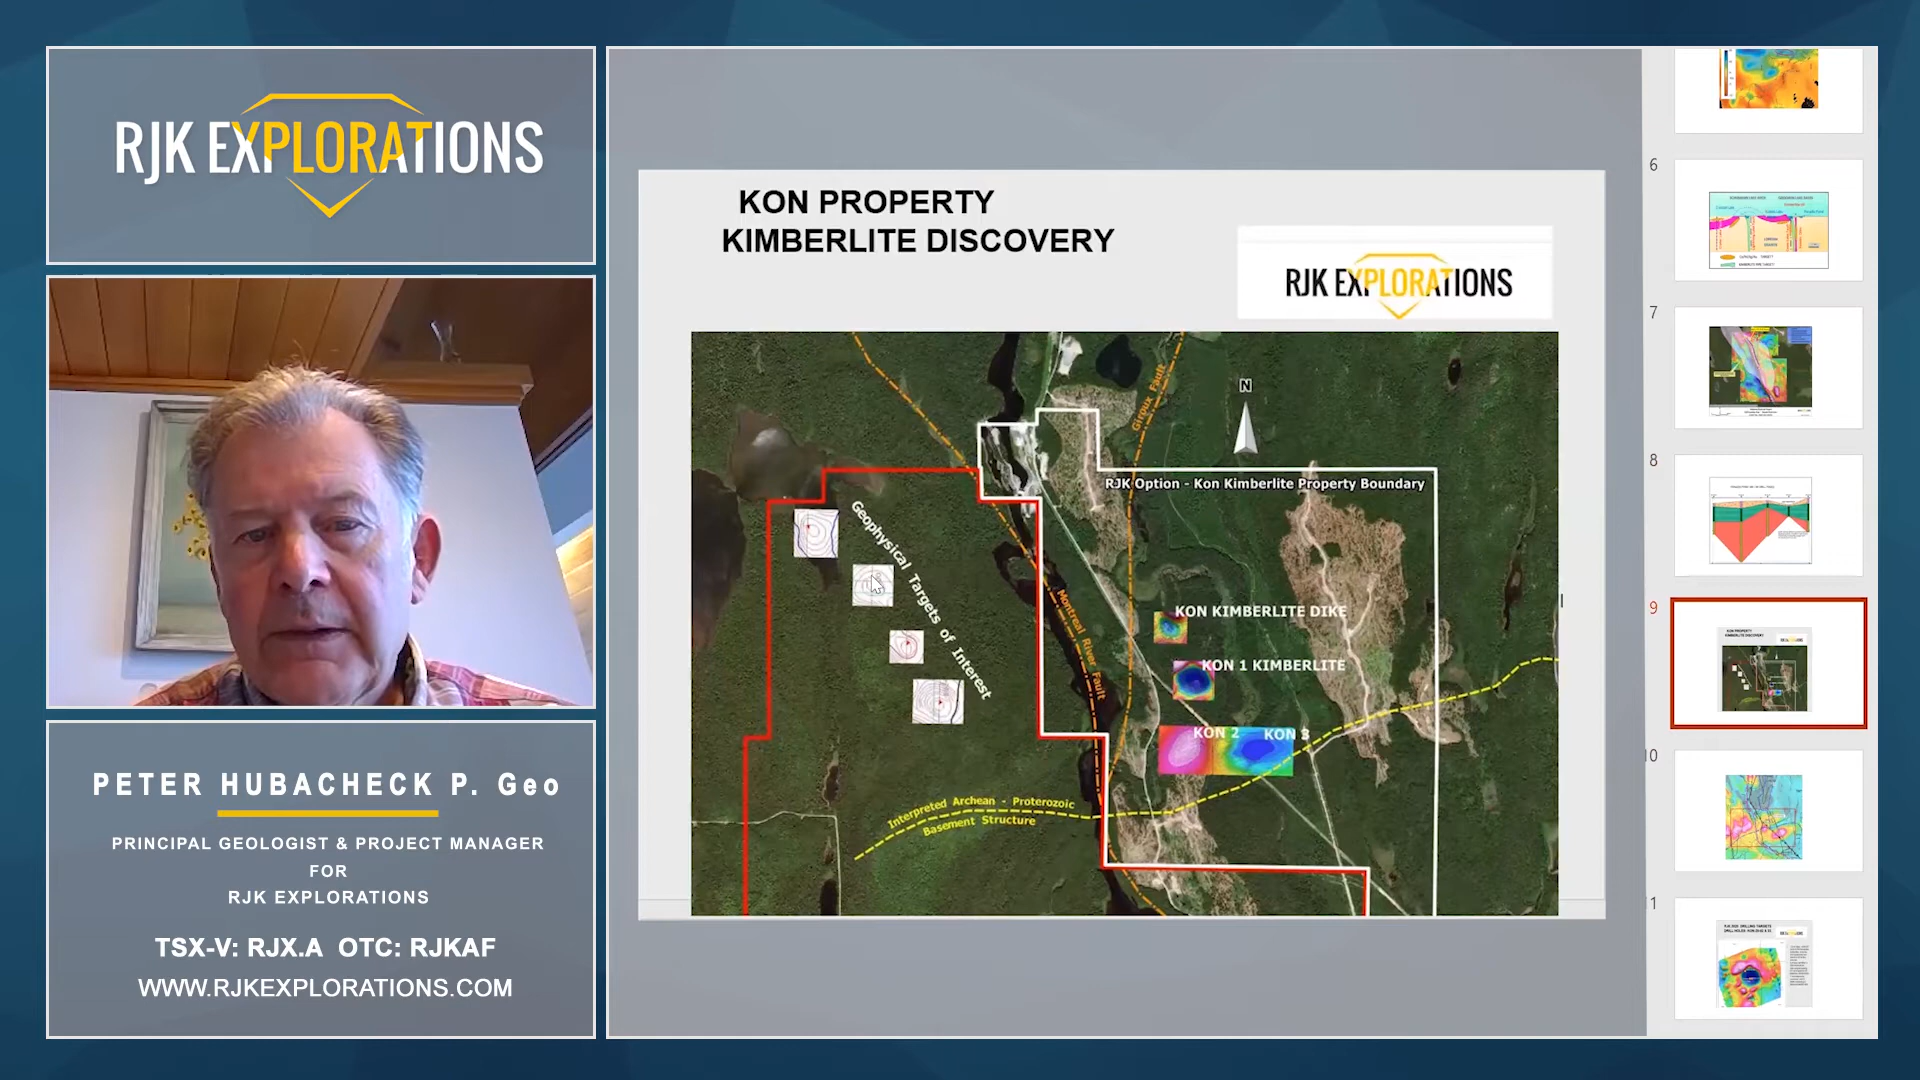 RJK EXPLORATIONS
PETER HUBACHECK P. Geo
PRINCIPAL GEOLOGIST & PROJECT MANAGER
FOR
RJK EXPLORATIONS
TSX-V: RJX.A OTC: RJKAF
WWW.RJKEXPLORATIONS.COM
KON PROPERTY
KIMBERLITE DISCOVERY
RJK EXPLORATIONS
Giroux Fault
N
RJK Option - Kon Kimberlite Property Boundary
Geophysical Targets of Interest
Montreal River Fault
KON KIMBERLITE DIKE
KON 1 KIMBERLITE
KON 2
KON 3
Interpreted Archean - Proterozoic
Basement Structure
6
7
8
9
10
11